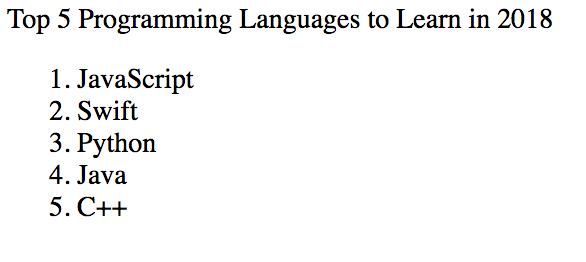 Top 5 Programming Languages to Learn in 2018
1. JavaScript
2. Swift
3. Python
4. Java
5. C++